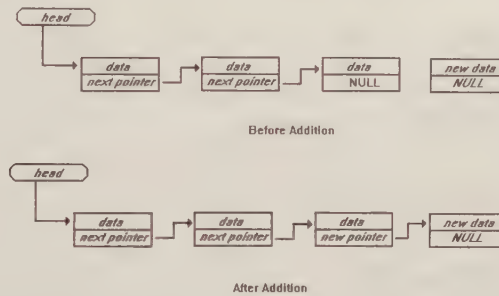 head
data data data new data
next pointer next pointer NULL NULL
Before Addition
head
data data data new data
next pointer next pointer new pointer NULL
After Addition